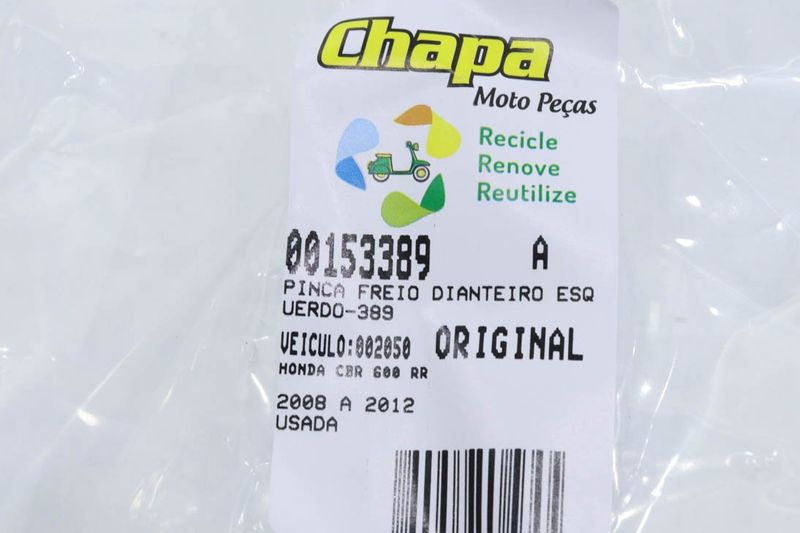 Chapa
Moto Peças
Recicle
Renove
Reutilize
00153389 A
PINCA FREIO DIANTEIRO ESQ
UERDO-389
VEICULO:002050 ORIGINAL
HONDA CBR 600 RR
2008 A 2012
USADA